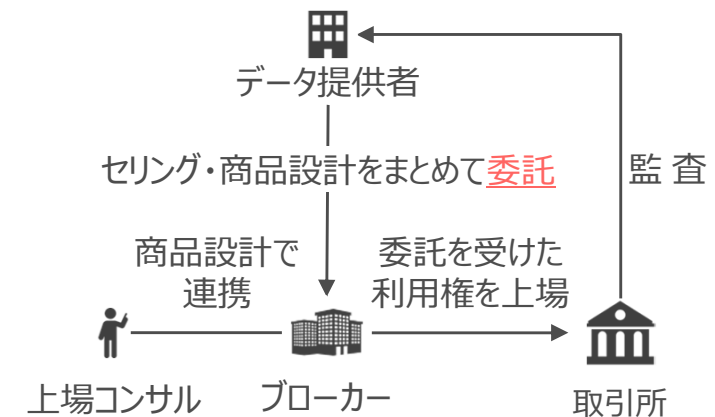 データ提供者
セリング・商品設計をまとめて委託
監 査
商品設計で
連携
委託を受けた
利用権を上場
上場コンサル
ブローカー
取引所